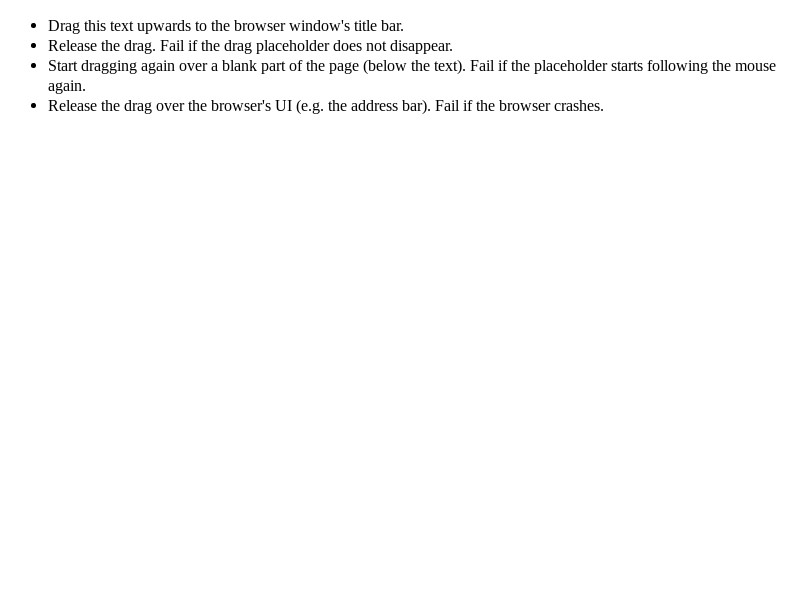 Drag this text upwards to the browser window's title bar.
Release the drag. Fail if the drag placeholder does not disappear.
Start dragging again over a blank part of the page (below the text). Fail if the placeholder starts following the mouse
again.
Release the drag over the browser's UI (e.g. the address bar). Fail if the browser crashes.